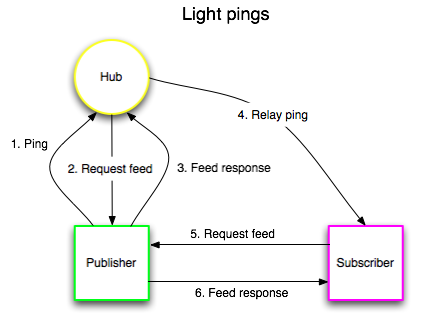 Light pings
Hub
4. Relay ping
1. Ping
2. Request feed
3. Feed response
5. Request feed
Publisher
Subscriber
6. Feed response